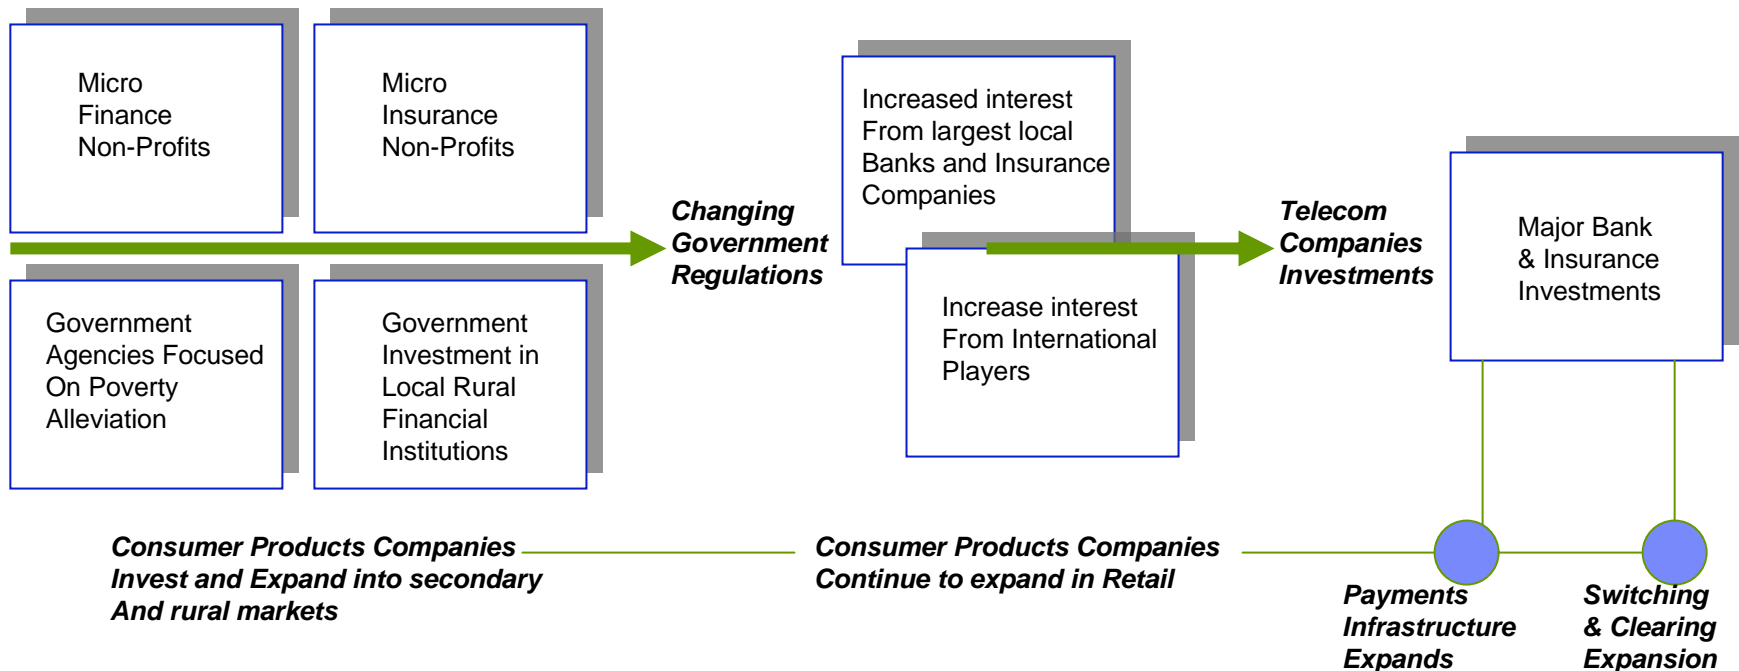 Micro
Finance
Non-Profits
Micro
Insurance
Non-Profits
Government
Agencies Focused
On Poverty
Alleviation
Government
Investment in
Local Rural
Financial
Institutions
Changing
Government
Regulations
Increased interest
From largest local
Banks and Insurance
Companies
Increase interest
From International
Players
Telecom
Companies
Investments
Major Bank
& Insurance
Investments
Consumer Products Companies
Invest and Expand into secondary
And rural markets
Consumer Products Companies
Continue to expand in Retail
Payments
Infrastructure
Expands
Switching
& Clearing
Expansion